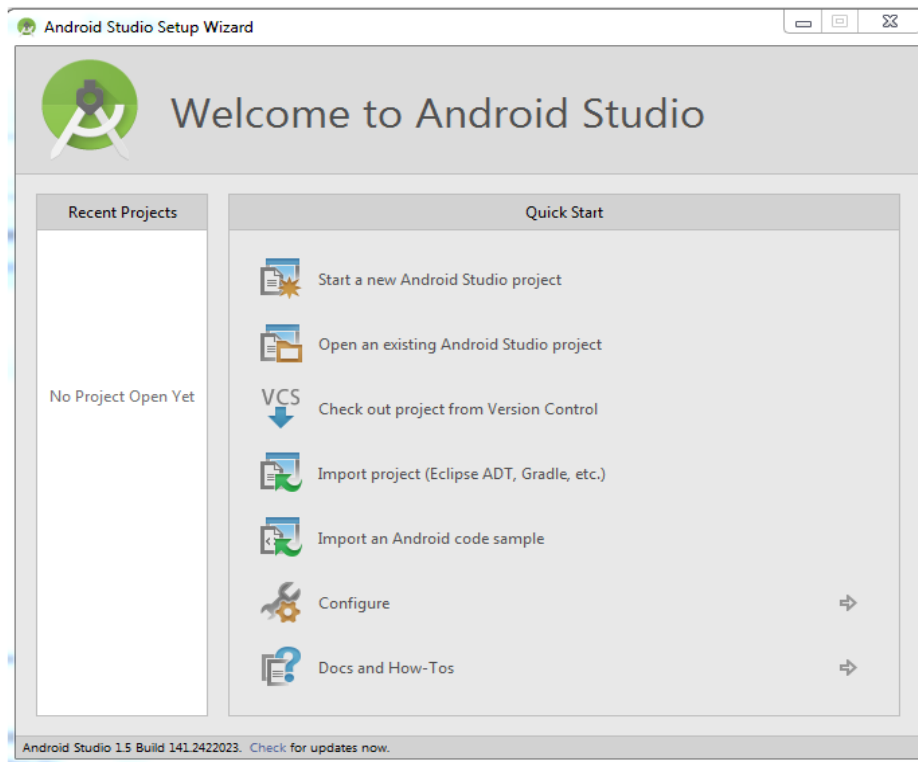 Android Studio Setup Wizard
Welcome to Android Studio
Recent Projects
No Project Open Yet
Quick Start
Start a new Android Studio project
Open an existing Android Studio project
VCS
Check out project from Version Control
Import project (Eclipse ADT, Gradle, etc.)
Import an Android code sample
Configure
Docs and How-Tos
Android Studio 1.5 Build 141.2422023. Check for updates now.